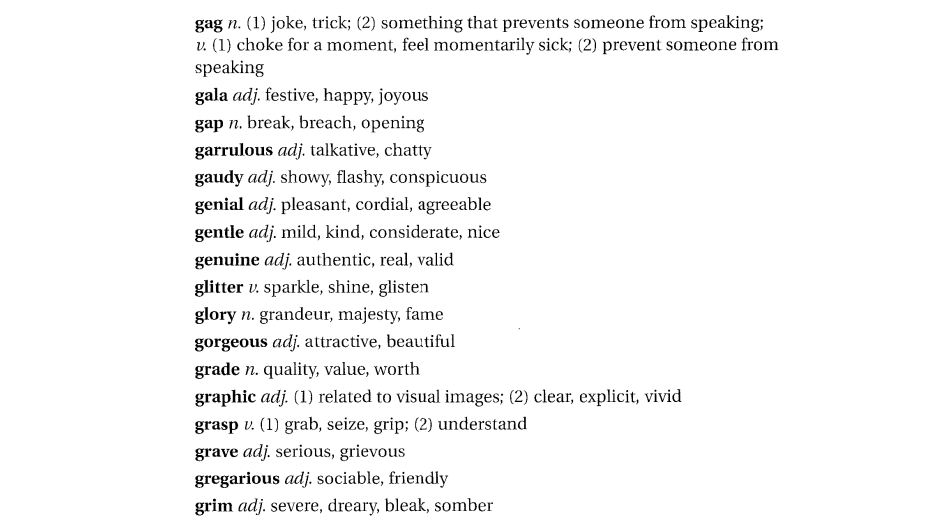 gag n. (1) joke, trick; (2) something that prevents someone from speaking;
v. (1) choke for a moment, feel momentarily sick; (2) prevent someone from
speaking
gala adj. festive, happy, joyous
gap n. break, breach, opening
garrulous adj. talkative, chatty
gaudy adj. showy, flashy, conspicuous
genial adj. pleasant, cordial, agreeable
gentle adj. mild, kind, considerate, nice
genuine adj. authentic, real, valid
glitter v. sparkle, shine, glisten
glory n. grandeur, majesty, fame
gorgeous adj. attractive, beautiful
grade n. quality, value, worth
graphic adj. (1) related to visual images; (2) clear, explicit, vivid
grasp v. (1) grab, seize, grip; (2) understand
grave adj. serious, grievous
gregarious adj. sociable, friendly
grim adj. severe, dreary, bleak, somber